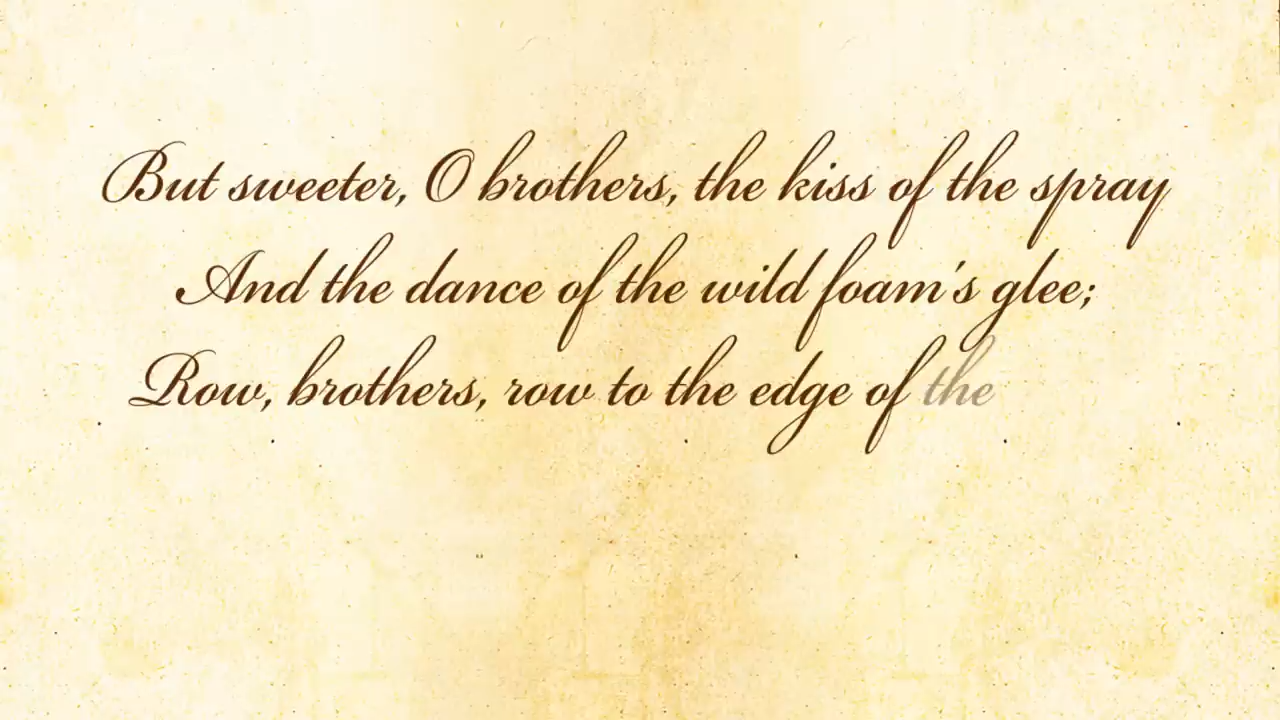 But sweeter, O brothers, the kiss of the spray
And the dance of the wild foam's glee;
Row, brothers, row to the edge of the